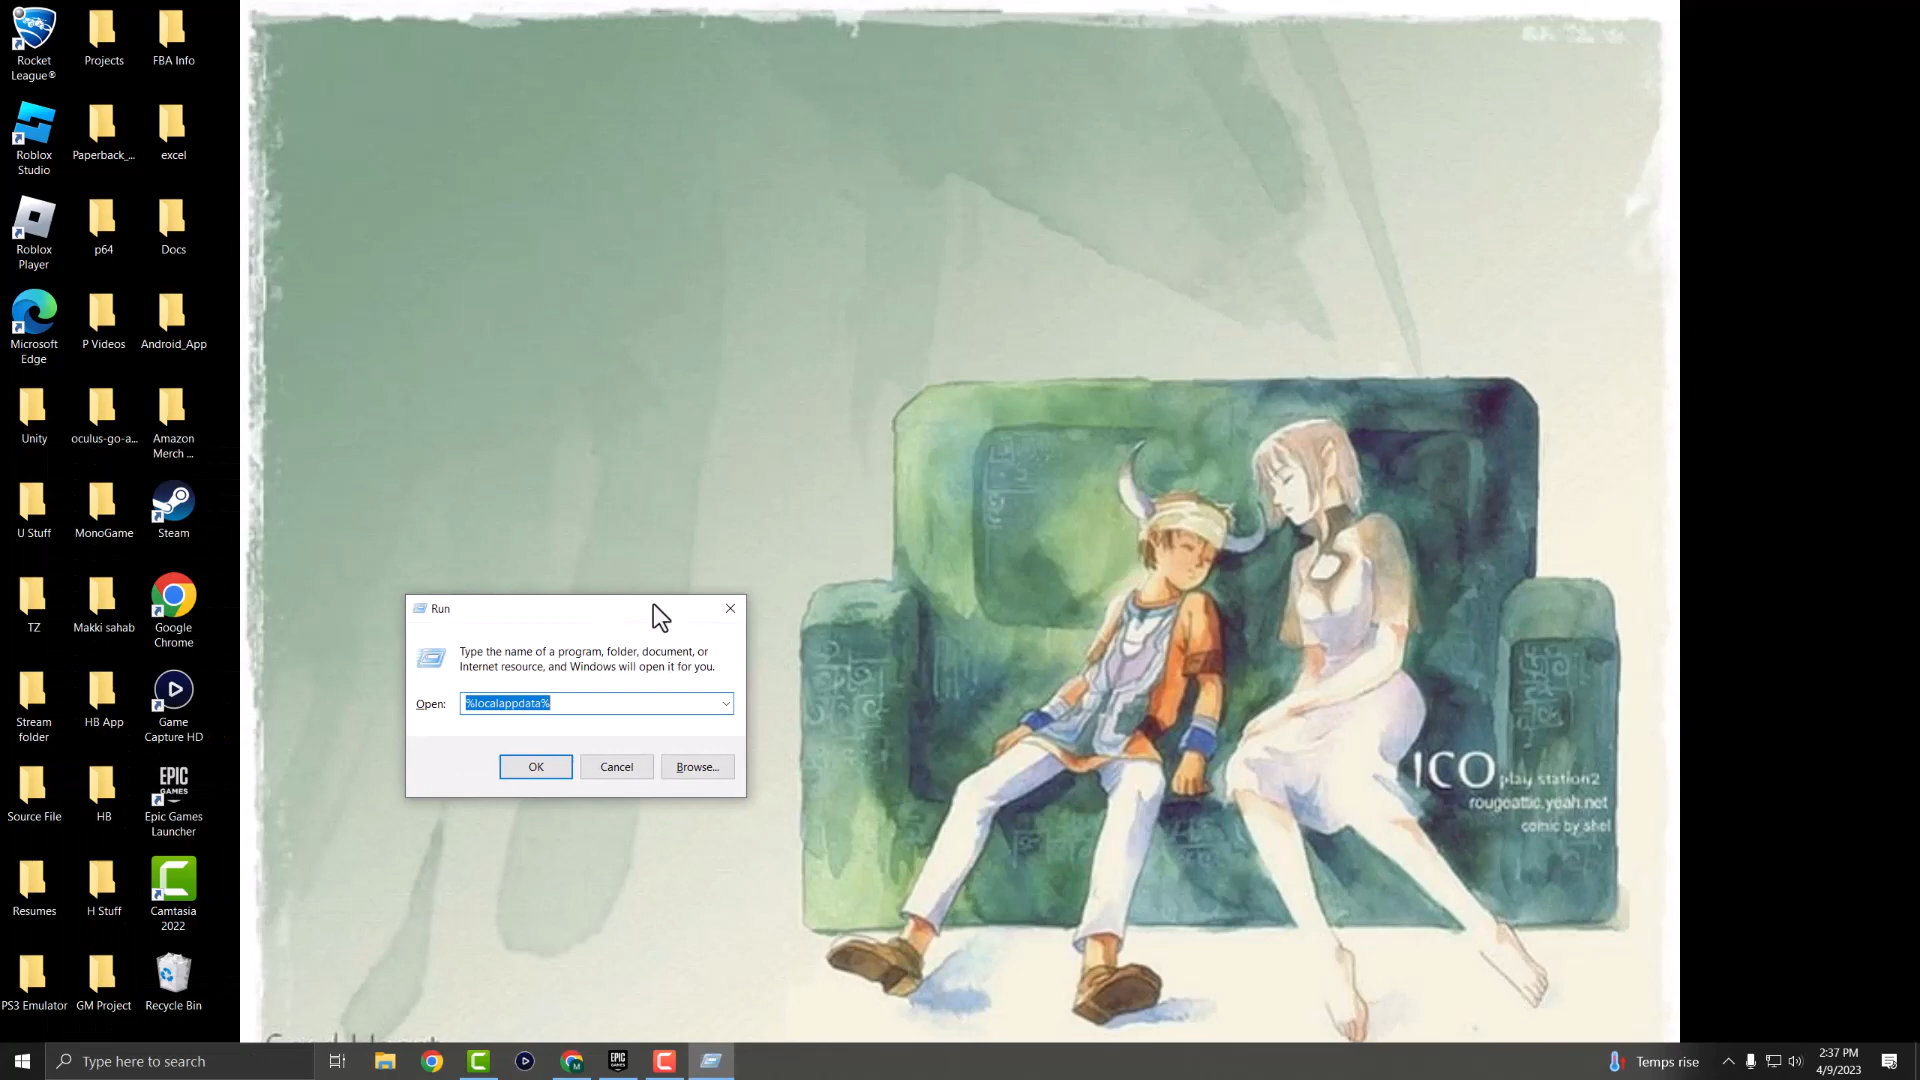 Rocket
League®
Projects
FBA Info
Roblox
Studio
Paperback_...
excel
Roblox
Player
p64
Docs
Microsoft
Edge
P Videos
Android_App
Unity
oculus-go-a...
Amazon
Merch ...
U Stuff
MonoGame
Steam
TZ
Makki sahab
Google
Chrome
Stream
folder
HB App
Game
Capture HD
Source File
HB
EPIC
GAMES
Epic Games
Launcher
Resumes
H Stuff
Camtasia
2022
PS3 Emulator
GM Project
Recycle Bin
Run
Type the name of a program, folder, document, or
Internet resource, and Windows will open it for you.
Open:
%localappdata%
OK
Cancel
Browse...
ICO play station2
rougeattic.yeah.net
comic by shel
Type here to search
EPIC
GAMES
M
Temps rise
2:37 PM
4/9/2023